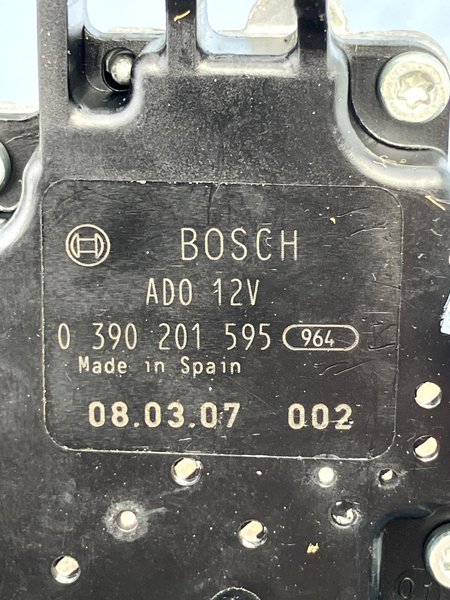 BOSCH
ADO 12V
0 390 201 595 964
Made in Spain
08.03.07 002